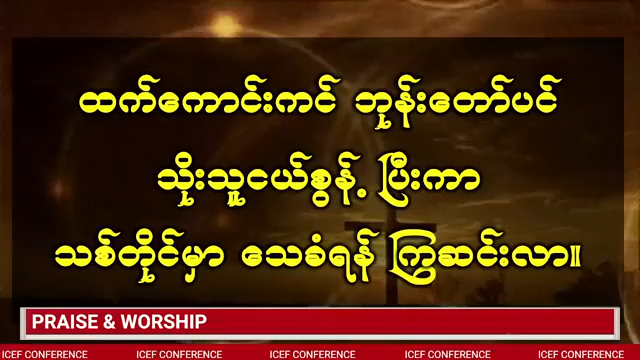 ထက်ကောင်းကင် ဘုန်းတော်ပင်
သိုးသူငယ်စွန့် ပြီးကာ
သစ်တိုင်မှာ သေခံရန် ကြွဆင်းလာ။
PRAISE & WORSHIP
ICEF CONFERENCE ICEF CONFERENCE ICEF CONFERENCE ICEF CONFERENCE ICEF CONFERENCE